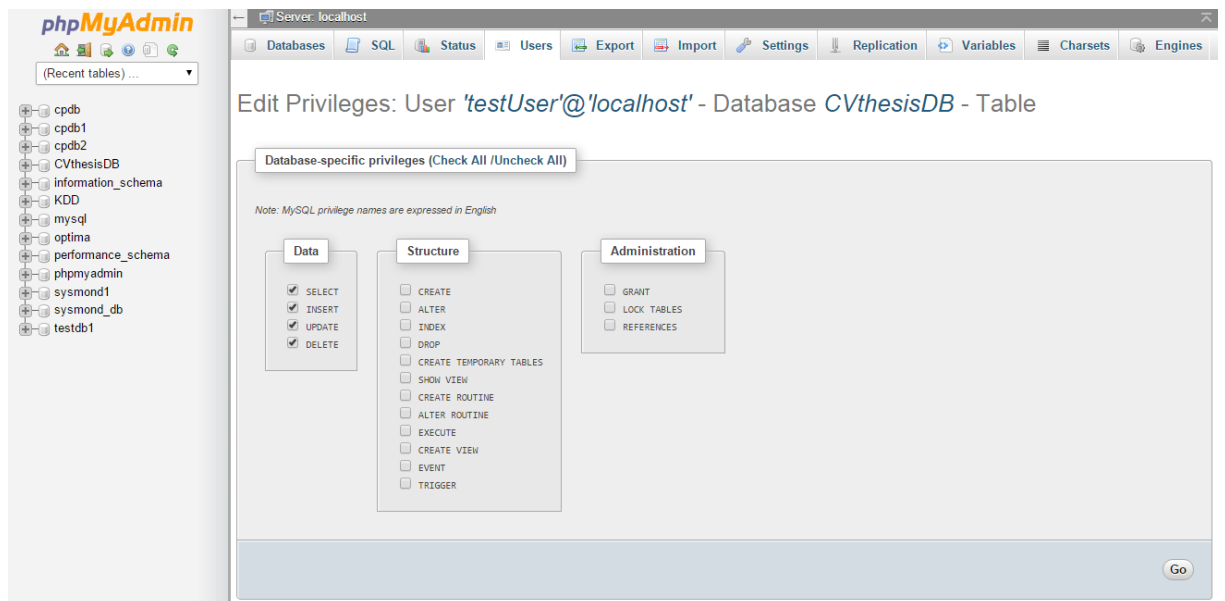 phpMyAdmin
(Recent tables) ...
cpdb
cpdb1
cpdb2
CVthesisDB
information_schema
KDD
mysql
optima
performance_schema
phpmyadmin
sysmond1
sysmond_db
testdb1
Server: localhost
Databases SQL Status Users Export Import Settings Replication Variables Charsets Engines
Edit Privileges: User 'testUser'@'localhost' - Database CVthesisDB - Table
Database-specific privileges (Check All /Uncheck All)
Note: MySQL privilege names are expressed in English
Data
SELECT
INSERT
UPDATE
DELETE
Structure
CREATE
ALTER
INDEX
DROP
CREATE TEMPORARY TABLES
SHOW VIEW
CREATE ROUTINE
ALTER ROUTINE
EXECUTE
CREATE VIEW
EVENT
TRIGGER
Administration
GRANT
LOCK TABLES
REFERENCES
Go